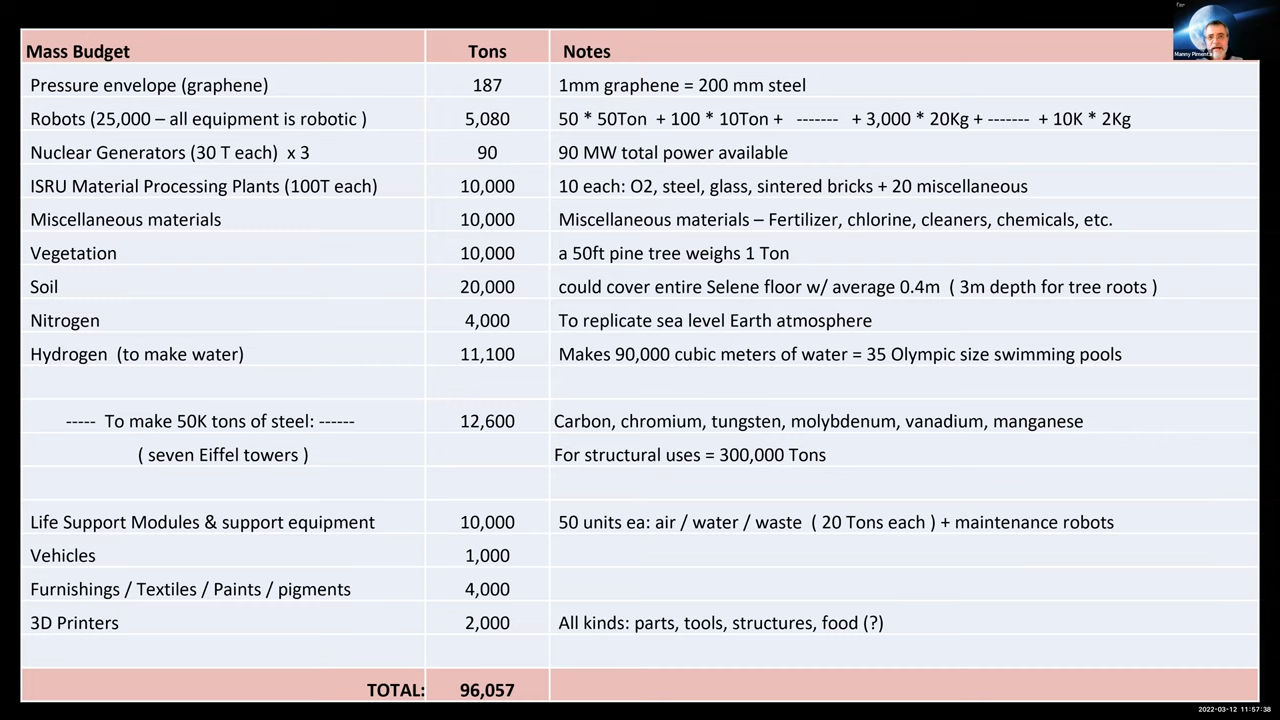 Mass Budget Tons Notes
Pressure envelope (graphene) 187 1mm graphene = 200 mm steel
Robots (25,000 – all equipment is robotic ) 5,080 50 * 50Ton + 100 * 10Ton + ------- + 3,000 * 20Kg + ------- + 10K * 2Kg
Nuclear Generators (30 T each) x 3 90 90 MW total power available
ISRU Material Processing Plants (100T each) 10,000 10 each: O2, steel, glass, sintered bricks + 20 miscellaneous
Miscellaneous materials 10,000 Miscellaneous materials – Fertilizer, chlorine, cleaners, chemicals, etc.
Vegetation 10,000 a 50ft pine tree weighs 1 Ton
Soil 20,000 could cover entire Selene floor w/ average 0.4m ( 3m depth for tree roots )
Nitrogen 4,000 To replicate sea level Earth atmosphere
Hydrogen (to make water) 11,100 Makes 90,000 cubic meters of water = 35 Olympic size swimming pools
----- To make 50K tons of steel: ------ 12,600 Carbon, chromium, tungsten, molybdenum, vanadium, manganese
( seven Eiffel towers ) For structural uses = 300,000 Tons
Life Support Modules & support equipment 10,000 50 units ea: air / water / waste ( 20 Tons each ) + maintenance robots
Vehicles 1,000
Furnishings / Textiles / Paints / pigments 4,000
3D Printers 2,000 All kinds: parts, tools, structures, food (?)
TOTAL: 96,057
Manny
2022-03-12 11:57:38